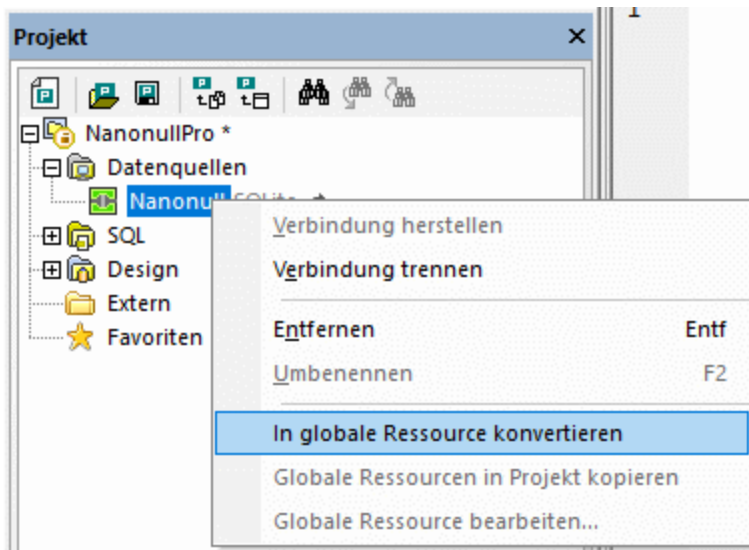 1
Projekt
NanonullPro *
Datenquellen
Nanonull
SQL
Design
Extern
Favoriten
Verbindung herstellen
Verbindung trennen
Entfernen Entf
Umbenennen F2
In globale Ressource konvertieren
Globale Ressourcen in Projekt kopieren
Globale Ressource bearbeiten...